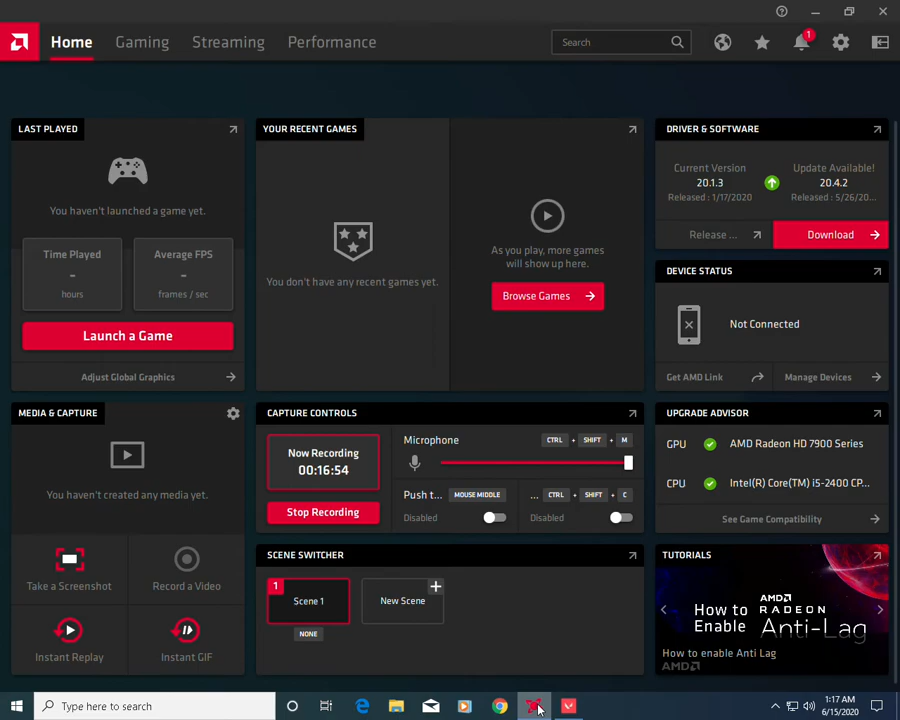 Home
Gaming
Streaming
Performance
Search
1
LAST PLAYED
You haven't launched a game yet.
Time Played
-
hours
Average FPS
-
frames / sec
Launch a Game
Adjust Global Graphics
YOUR RECENT GAMES
You don't have any recent games yet.
As you play, more games
will show up here.
Browse Games
DRIVER & SOFTWARE
Current Version
20.1.3
Released : 1/17/2020
Update Available!
20.4.2
Released : 5/26/20...
Release ...
Download
DEVICE STATUS
Not Connected
Get AMD Link
Manage Devices
MEDIA & CAPTURE
You haven't created any media yet.
Take a Screenshot
Record a Video
Instant Replay
Instant GIF
CAPTURE CONTROLS
Now Recording
00:16:54
Stop Recording
Microphone
CTRL + SHIFT + M
Push t... MOUSE MIDDLE
Disabled
... CTRL + SHIFT + C
Disabled
SCENE SWITCHER
1
Scene 1
NONE
New Scene
UPGRADE ADVISOR
GPU AMD Radeon HD 7900 Series
CPU Intel(R) Core(TM) i5-2400 CP...
See Game Compatibility
TUTORIALS
How to
Enable
AMD
RADEON
Anti-Lag
How to enable Anti Lag
AMD
Type here to search
1:17 AM
6/15/2020